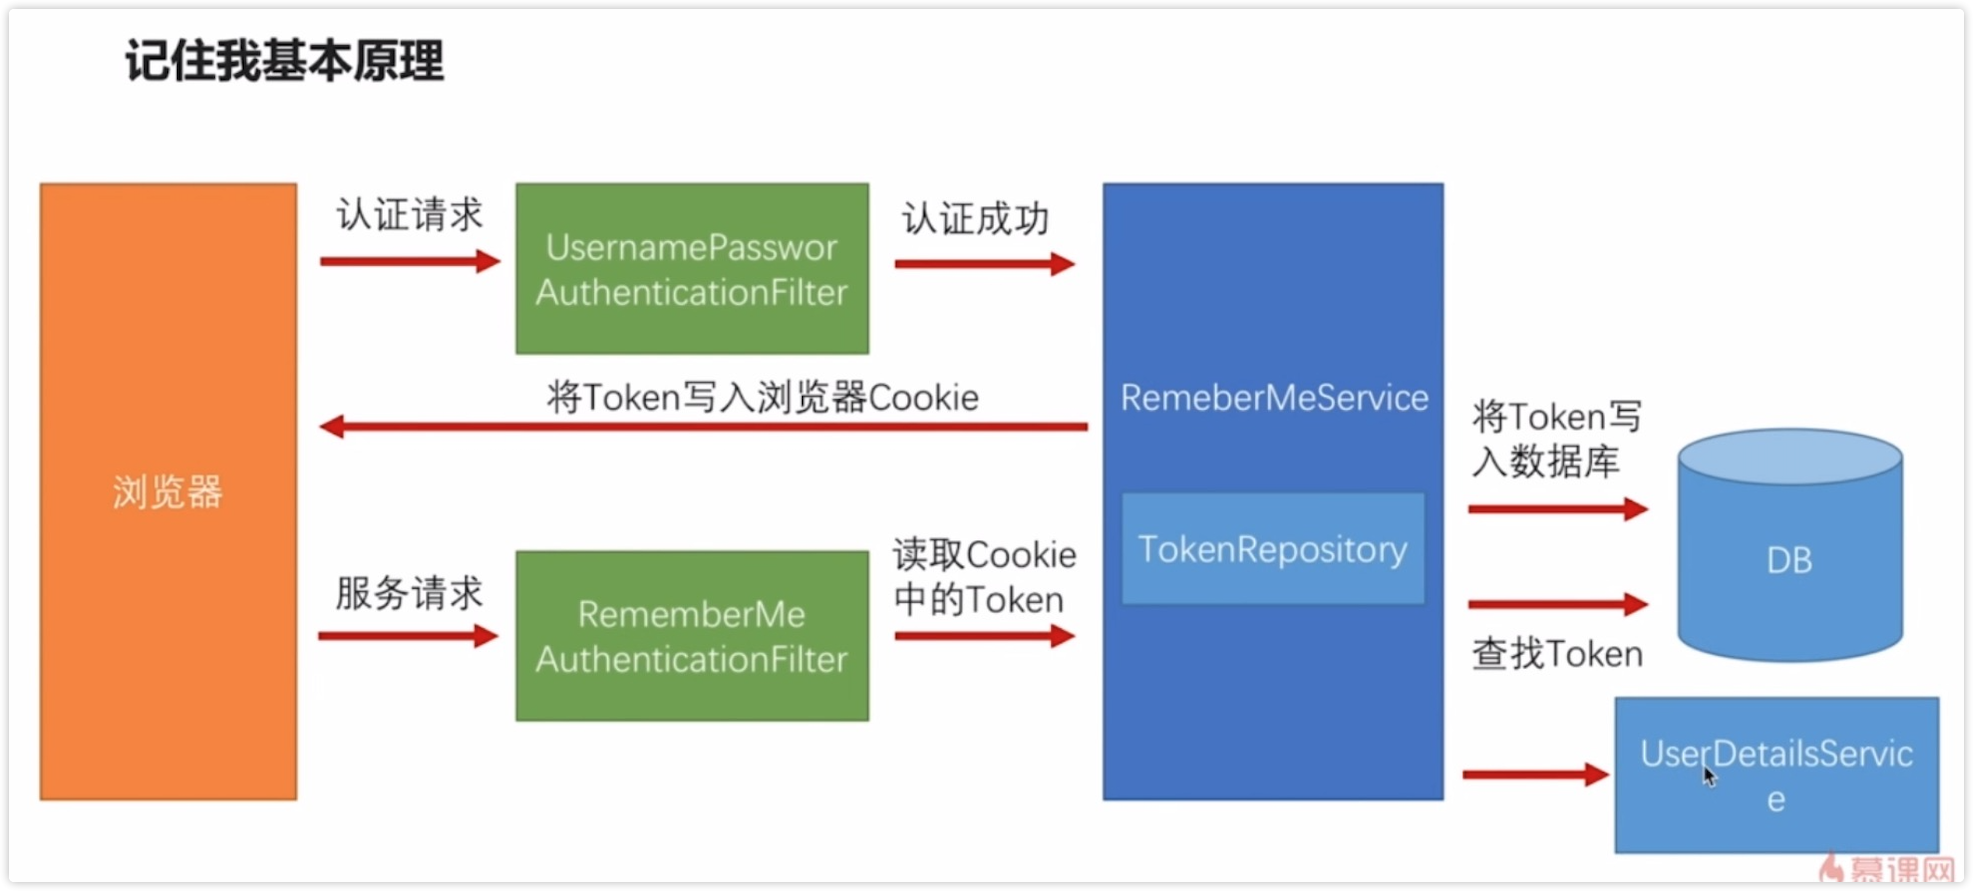 记住我基本原理
认证请求
UsernamePasswor
AuthenticationFilter
认证成功
将Token写入浏览器Cookie
浏览器
服务请求
RememberMe
AuthenticationFilter
读取Cookie
中的Token
RemeberMeService
TokenRepository
将Token写
入数据库
DB
查找Token
UserDetailsServic
e
慕课网